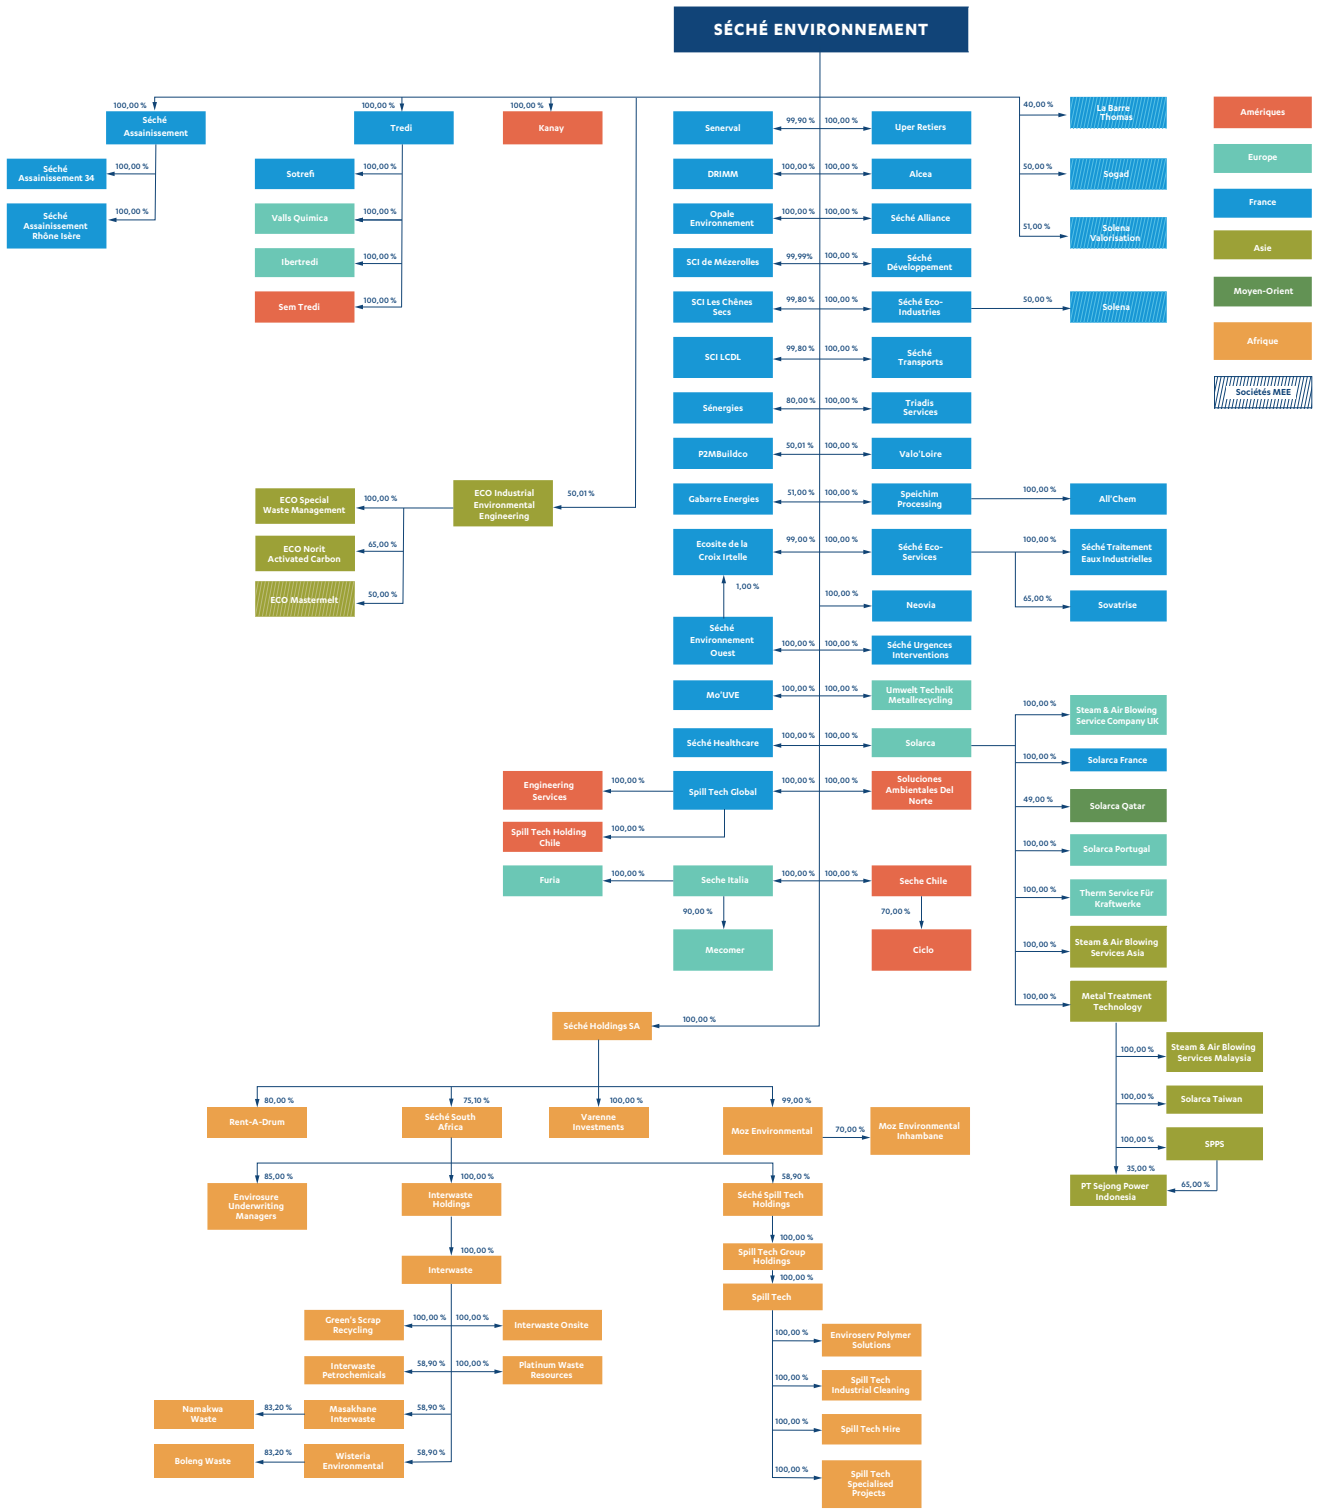 SÉCHÉ ENVIRONNEMENT
100,00 %
100,00 %
100,00 %
40,00 %
Séché
Assainissement
Tredi
Kanay
La Barre
Thomas
Séché
Assainissement 34
100,00 %
Séché
Assainissement
Rhône Isère
100,00 %
Sotrefi
100,00 %
Valls Quimica
100,00 %
Ibertredi
100,00 %
Sem Tredi
100,00 %
Senerval
99,90 %
100,00 %
Uper Retiers
DRIMM
100,00 %
100,00 %
Alcea
Opale
Environnement
100,00 %
100,00 %
Séché Alliance
SCI de Mézerolles
99,99%
100,00 %
Séché
Développement
SCI Les Chênes
Secs
99,80 %
100,00 %
Séché Eco-
Industries
50,00 %
Solena
SCI LCDL
99,80 %
100,00 %
Séché
Transports
Sénergies
80,00 %
100,00 %
Triadis
Services
P2MBuildco
50,01 %
100,00 %
Valo'Loire
Gabarre Energies
51,00 %
100,00 %
Speichim
Processing
100,00 %
All'Chem
Ecosite de la
Croix Irtelle
99,00 %
100,00 %
Séché Eco-
Services
100,00 %
Séché Traitement
Eaux Industrielles
65,00 %
Sovatrise
1,00 %
100,00 %
Neovia
Séché
Environnement
Ouest
100,00 %
100,00 %
Séché Urgences
Interventions
Mo'UVE
100,00 %
100,00 %
Umwelt Technik
Metallrecycling
Séché Healthcare
100,00 %
100,00 %
Solarca
Engineering
Services
100,00 %
Spill Tech Global
100,00 %
100,00 %
Soluciones
Ambientales Del
Norte
Spill Tech Holding
Chile
100,00 %
Furia
100,00 %
Seche Italia
100,00 %
100,00 %
Seche Chile
90,00 %
Mecomer
70,00 %
Ciclo
50,00 %
Sogad
51,00 %
Solena
Valorisation
Amériques
Europe
France
Asie
Moyen-Orient
Afrique
Sociétés MEE
ECO Special
Waste Management
100,00 %
ECO Industrial
Environmental
Engineering
50,01 %
ECO Norit
Activated Carbon
65,00 %
ECO Mastermelt
50,00 %
100,00 %
Steam & Air Blowing
Service Company UK
100,00 %
Solarca France
49,00 %
Solarca Qatar
100,00 %
Solarca Portugal
100,00 %
Therm Service Für
Kraftwerke
100,00 %
Steam & Air Blowing
Services Asia
100,00 %
Metal Treatment
Technology
100,00 %
Steam & Air Blowing
Services Malaysia
100,00 %
Solarca Taiwan
100,00 %
SPPS
35,00 %
PT Sejong Power
Indonesia
65,00 %
Séché Holdings SA
100,00 %
80,00 %
Rent-A-Drum
75,10 %
Séché South
Africa
100,00 %
Varenne
Investments
99,00 %
Moz Environmental
70,00 %
Moz Environmental
Inhambane
85,00 %
Envirosure
Underwriting
Managers
100,00 %
Interwaste
Holdings
58,90 %
Séché Spill Tech
Holdings
100,00 %
Interwaste
100,00 %
Spill Tech Group
Holdings
100,00 %
Spill Tech
Green's Scrap
Recycling
100,00 %
100,00 %
Interwaste Onsite
Interwaste
Petrochemicals
58,90 %
100,00 %
Platinum Waste
Resources
Namakwa
Waste
83,20 %
Masakhane
Interwaste
58,90 %
Boleng Waste
83,20 %
Wisteria
Environmental
58,90 %
100,00 %
Enviroserv Polymer
Solutions
100,00 %
Spill Tech
Industrial Cleaning
100,00 %
Spill Tech Hire
100,00 %
Spill Tech
Specialised
Projects